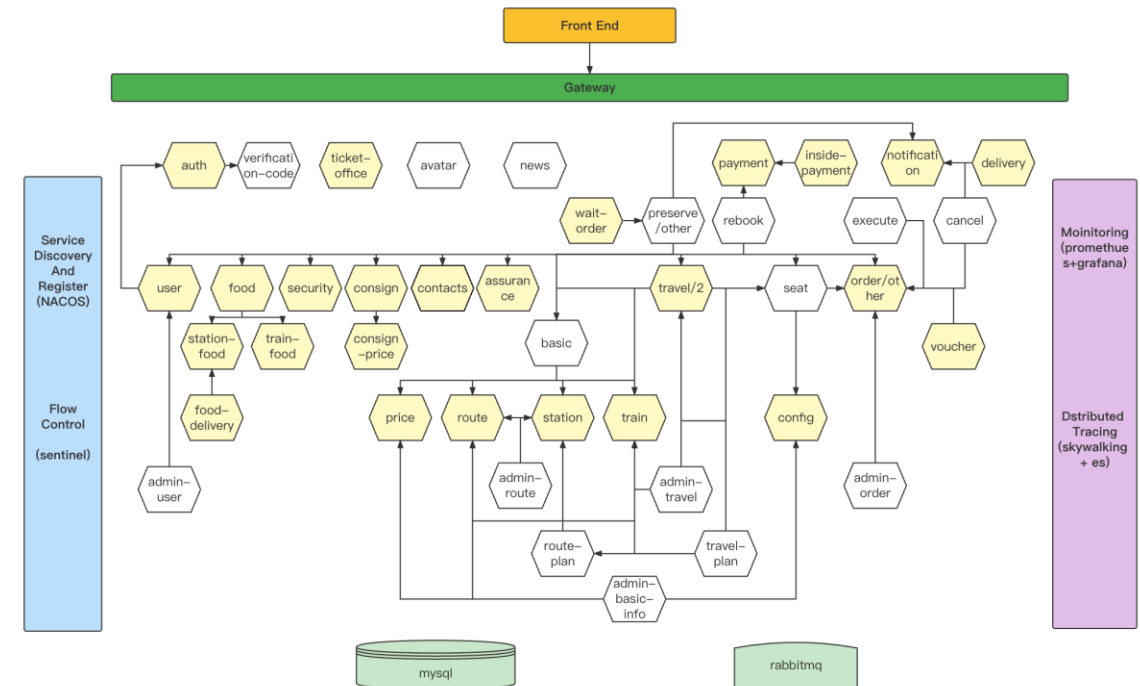 Front End
Gateway
auth
verificati
on-code
ticket-
office
avatar
news
payment
inside-
payment
notificati
on
delivery
wait-
order
preserve
/other
rebook
execute
cancel
Service
Discovery
And
Register
(NACOS)
Flow
Control
(sentinel)
Moinitoring
(promethue
s+grafana)
Dstributed
Tracing
(skywalking
+ es)
user
food
security
consign
contacts
assuran
ce
travel/2
seat
order/ot
her
station-
food
train-
food
consign
-price
basic
voucher
food-
delivery
price
route
station
train
config
admin-
user
admin-
route
admin-
travel
admin-
order
route-
plan
travel-
plan
admin-
basic-
info
mysql
rabbitmq